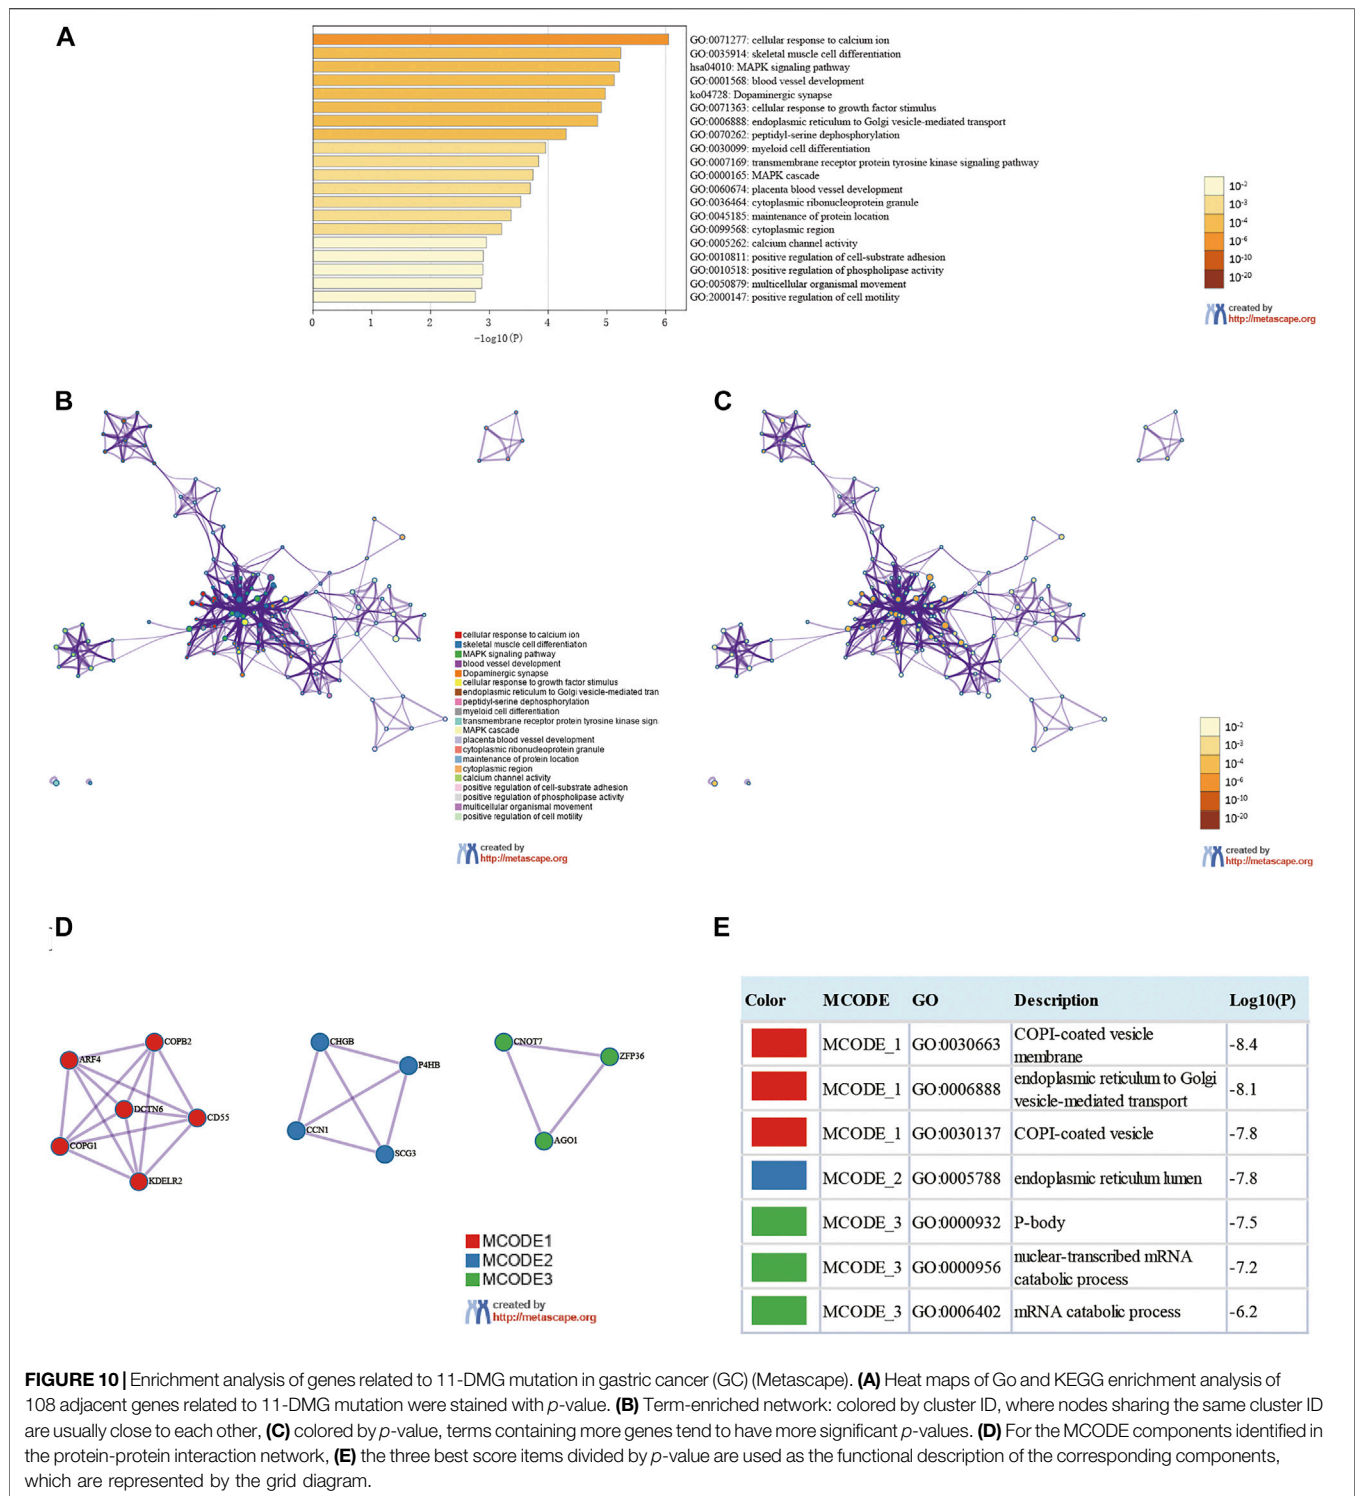 A
GO:0071277: cellular response to calcium ion
GO:0035914: skeletal muscle cell differentiation
hsa04010: MAPK signaling pathway
GO:0001568: blood vessel development
ko04728: Dopaminergic synapse
GO:0071363: cellular response to growth factor stimulus
GO:0006888: endoplasmic reticulum to Golgi vesicle-mediated transport
GO:0070262: peptidyl-serine dephosphorylation
GO:0030099: myeloid cell differentiation
GO:0007169: transmembrane receptor protein tyrosine kinase signaling pathway
GO:0000165: MAPK cascade
GO:0060674: placenta blood vessel development
GO:0036464: cytoplasmic ribonucleoprotein granule
GO:0045185: maintenance of protein location
GO:0099568: cytoplasmic region
GO:0005262: calcium channel activity
GO:0010811: positive regulation of cell-substrate adhesion
GO:0010518: positive regulation of phospholipase activity
GO:0050879: multicellular organismal movement
GO:2000147: positive regulation of cell motility
0 1 2 3 4 5 6
-log10(P)
10-2
10-3
10-4
10-6
10-10
10-20
created by
http://metascape.org
B
cellular response to calcium ion
skeletal muscle cell differentiation
MAPK signaling pathway
blood vessel development
Dopaminergic synapse
cellular response to growth factor stimulus
endoplasmic reticulum to Golgi vesicle-mediated tran
peptidyl-serine dephosphorylation
myeloid cell differentiation
transmembrane receptor protein tyrosine kinase sign
MAPK cascade
placenta blood vessel development
cytoplasmic ribonucleoprotein granule
maintenance of protein location
cytoplasmic region
calcium channel activity
positive regulation of cell-substrate adhesion
positive regulation of phospholipase activity
multicellular organismal movement
positive regulation of cell motility
created by
http://metascape.org
C
10-2
10-3
10-4
10-6
10-10
10-20
created by
http://metascape.org
D
COPB2
ARF4
DCTN6
CD55
COPG1
KDELR2
CHGB
P4HB
CCN1
SCG3
CNOT7
ZFP36
AGO1
MCODE1
MCODE2
MCODE3
created by
http://metascape.org
E
Color MCODE GO Description Log10(P)
MCODE_1 GO:0030663 COPI-coated vesicle membrane -8.4
MCODE_1 GO:0006888 endoplasmic reticulum to Golgi vesicle-mediated transport -8.1
MCODE_1 GO:0030137 COPI-coated vesicle -7.8
MCODE_2 GO:0005788 endoplasmic reticulum lumen -7.8
MCODE_3 GO:0000932 P-body -7.5
MCODE_3 GO:0000956 nuclear-transcribed mRNA catabolic process -7.2
MCODE_3 GO:0006402 mRNA catabolic process -6.2
FIGURE 10 | Enrichment analysis of genes related to 11-DMG mutation in gastric cancer (GC) (Metascape). (A) Heat maps of Go and KEGG enrichment analysis of
108 adjacent genes related to 11-DMG mutation were stained with p-value. (B) Term-enriched network: colored by cluster ID, where nodes sharing the same cluster ID
are usually close to each other, (C) colored by p-value, terms containing more genes tend to have more significant p-values. (D) For the MCODE components identified in
the protein-protein interaction network, (E) the three best score items divided by p-value are used as the functional description of the corresponding components,
which are represented by the grid diagram.